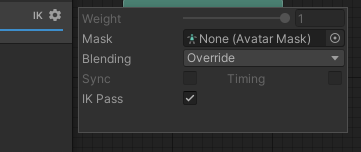 IK
Weight 1
Mask None (Avatar Mask)
Blending Override
Sync Timing
IK Pass